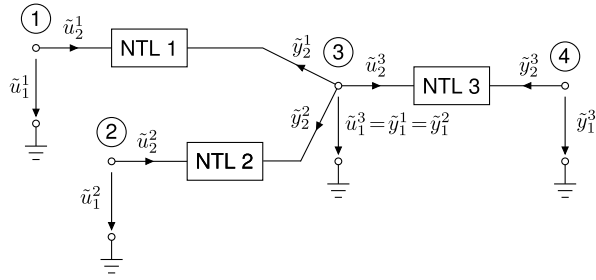 1
ũ₂¹
NTL 1
ỹ₂¹
3
ũ₂³
NTL 3
ỹ₂³
4
ũ₁¹
ỹ₂²
ũ₁³ = ỹ₁¹ = ỹ₁²
ỹ₁³
2
ũ₂²
NTL 2
ũ₁²